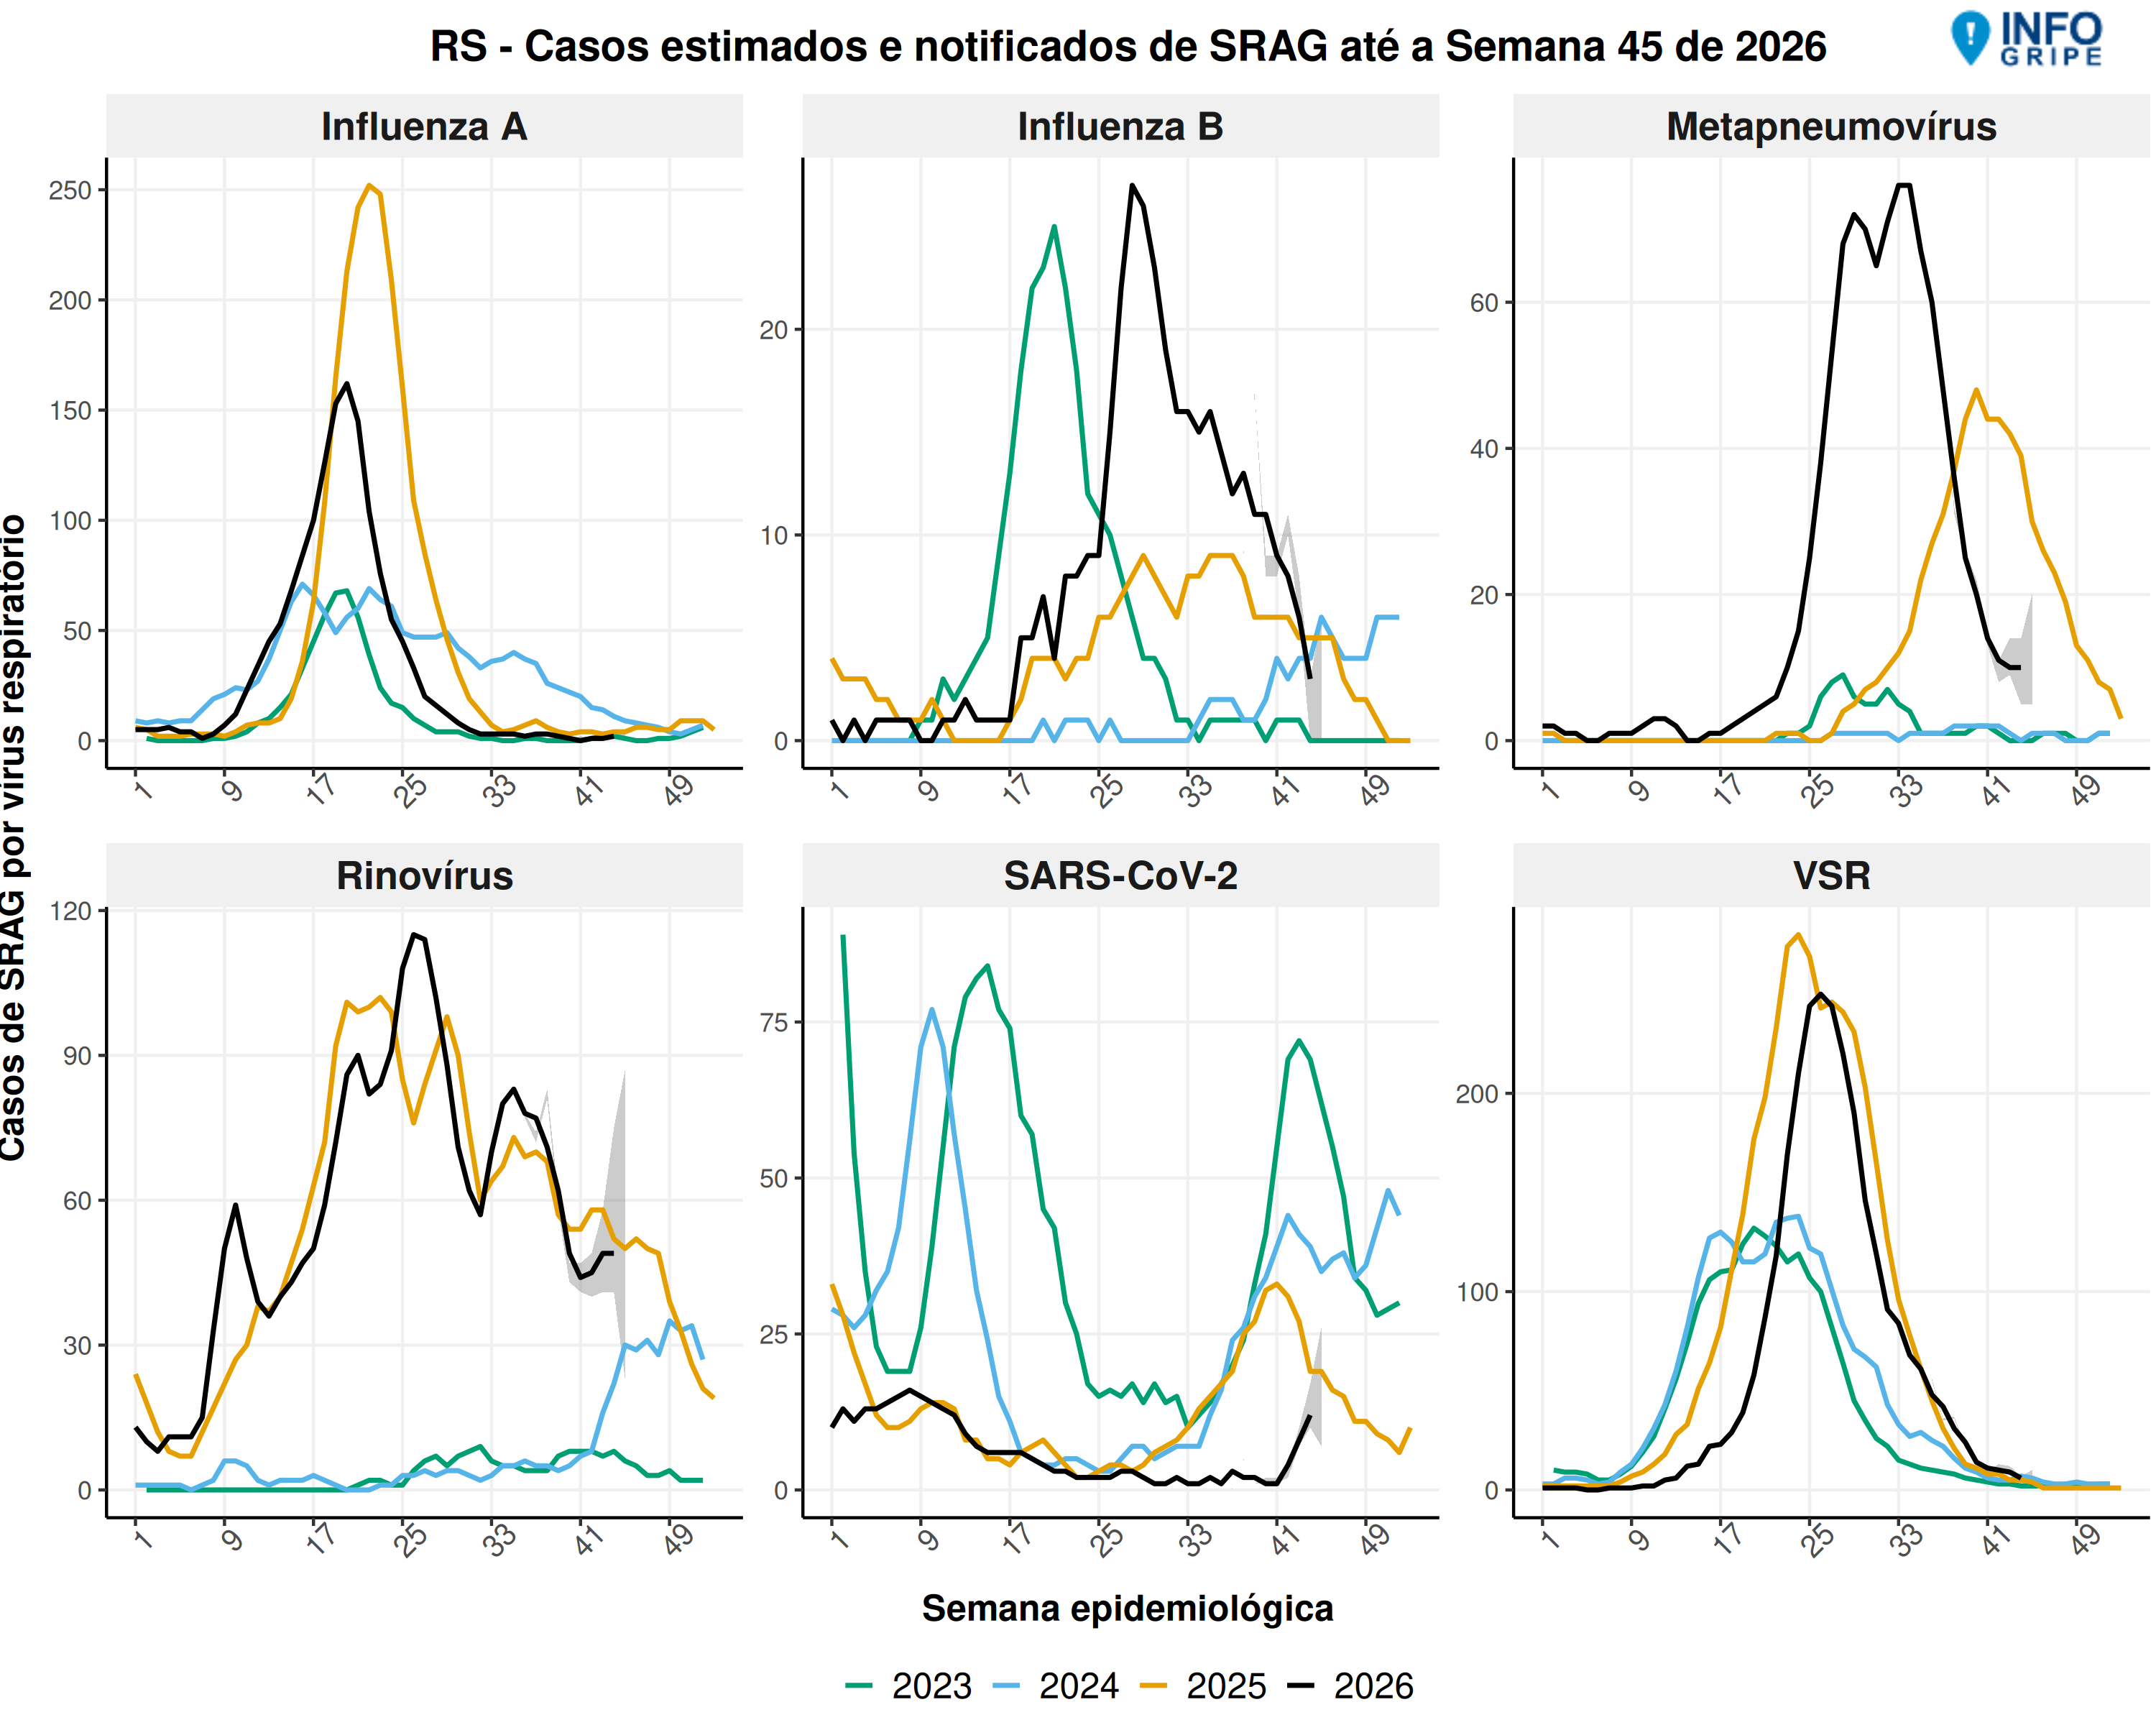 RS - Casos estimados e notificados de SRAG até a Semana 45 de 2026
INFO
GRIPE
Casos de SRAG por vírus respiratório
Influenza A
250
200
150
100
50
0
1 9 17 25 33 41 49
Influenza B
20
10
0
1 9 17 25 33 41 49
Metapneumovírus
60
40
20
0
1 9 17 25 33 41 49
Rinovírus
120
90
60
30
0
1 9 17 25 33 41 49
SARS-CoV-2
75
50
25
0
1 9 17 25 33 41 49
VSR
200
100
0
1 9 17 25 33 41 49
Semana epidemiológica
2023 2024 2025 2026